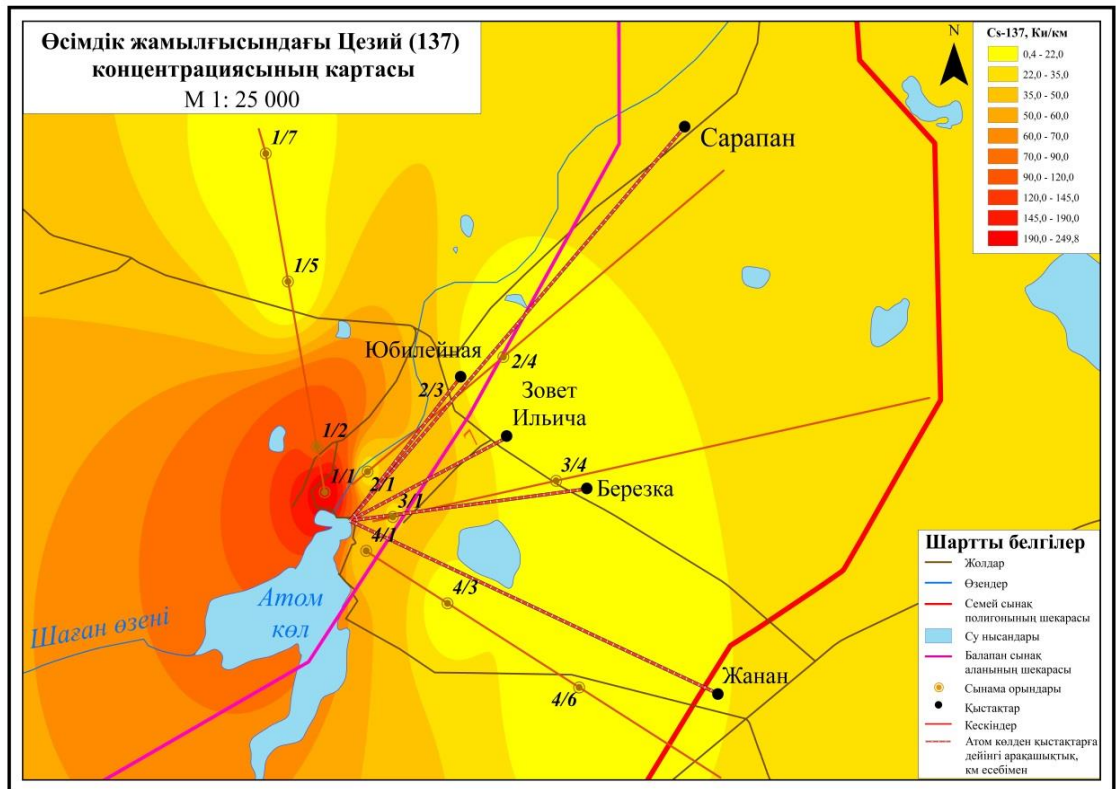 Өсімдік жамылғысындағы Цезий (137)
концентрациясының картасы
М 1: 25 000
N
Cs-137, Ки/км
0,4 - 22,0
22,0 - 35,0
35,0 - 50,0
50,0 - 60,0
60,0 - 70,0
70,0 - 90,0
90,0 - 120,0
120,0 - 145,0
145,0 - 190,0
190,0 - 249,8
1/7
Сарапан
1/5
Юбилейная
2/4
2/3
Зовет
Ильича
1/2
7
1/1
2/1
3/4
Березка
3/1
4/1
4/3
Атом
көл
Шаған өзені
4/6
Жанан
Шартты белгілер
Жолдар
Өзендер
Семей сынақ
полигонының шекарасы
Су нысандары
Балапан сынақ
аланының шекарасы
Сынама орындары
Қыстақтар
Кескіндер
Атом көлден қыстақтарға
дейінгі арақашықтық,
км есебімен